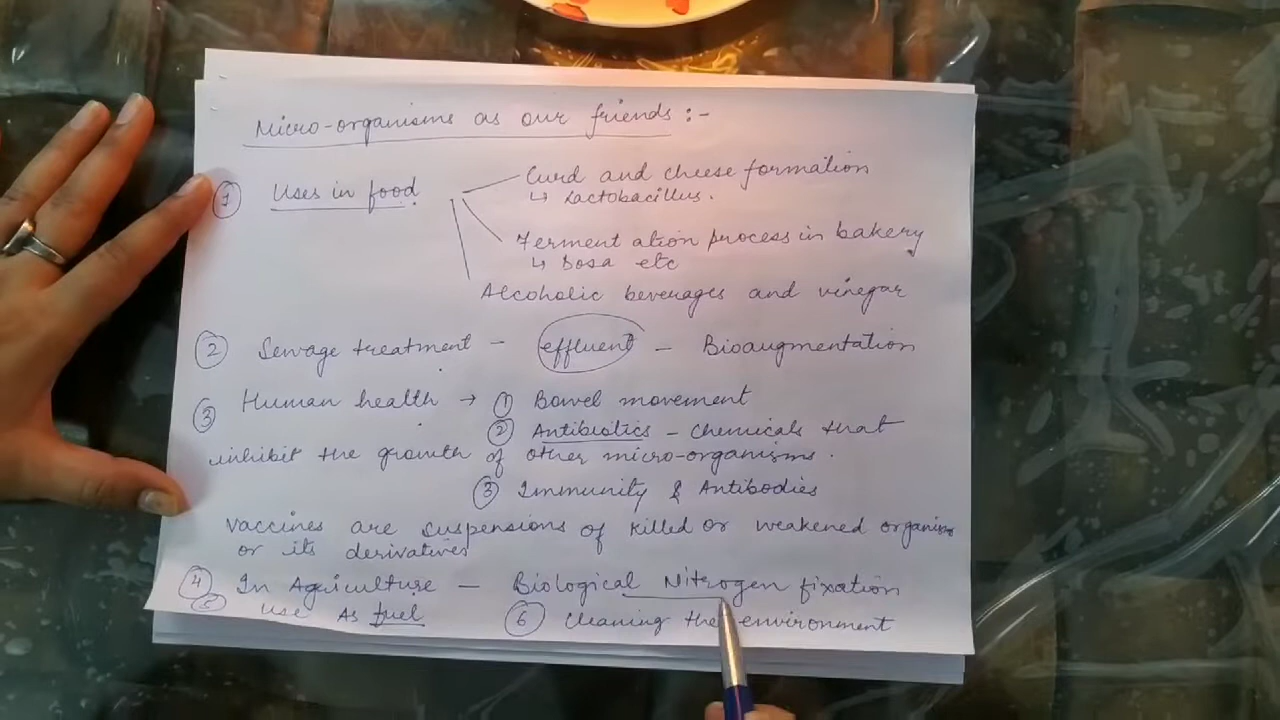 Micro-organisms as our friends :-
① Uses in food
Curd and cheese formation
↳ Lactobacillus.
Ferment ation process in bakery
↳ Dosa etc
Alcoholic beverages and vinegar
② Sewage treatment - effluent - Bioaugmentation
③ Human health → ① Bowel movement
② Antibiotics - chemicals that
inhibit the growth of other micro-organisms.
③ Immunity & Antibodies
Vaccines are suspensions of killed or weakened organism
or its derivatives
④ In Agriculture - Biological Nitrogen fixation
⑤ Use As fuel ⑥ Cleaning the environment